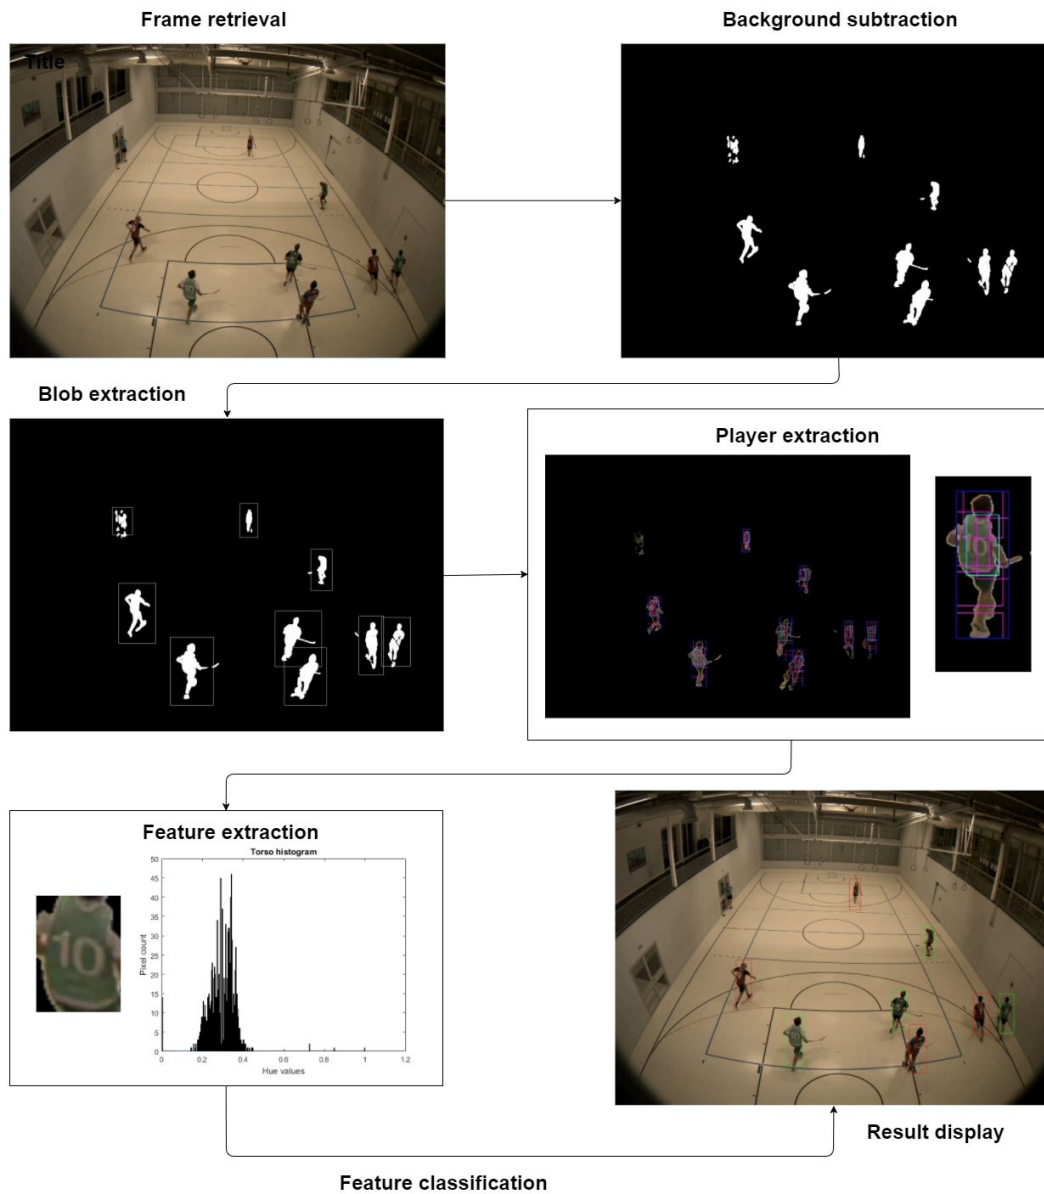 Frame retrieval
Background subtraction
Title
Blob extraction
Player extraction
10
Feature extraction
Torso histogram
50
45
40
35
30
25
20
15
10
5
0
Pixel count
0
0.2
0.4
0.6
0.8
1
1.2
Hue values
10
Result display
Feature classification